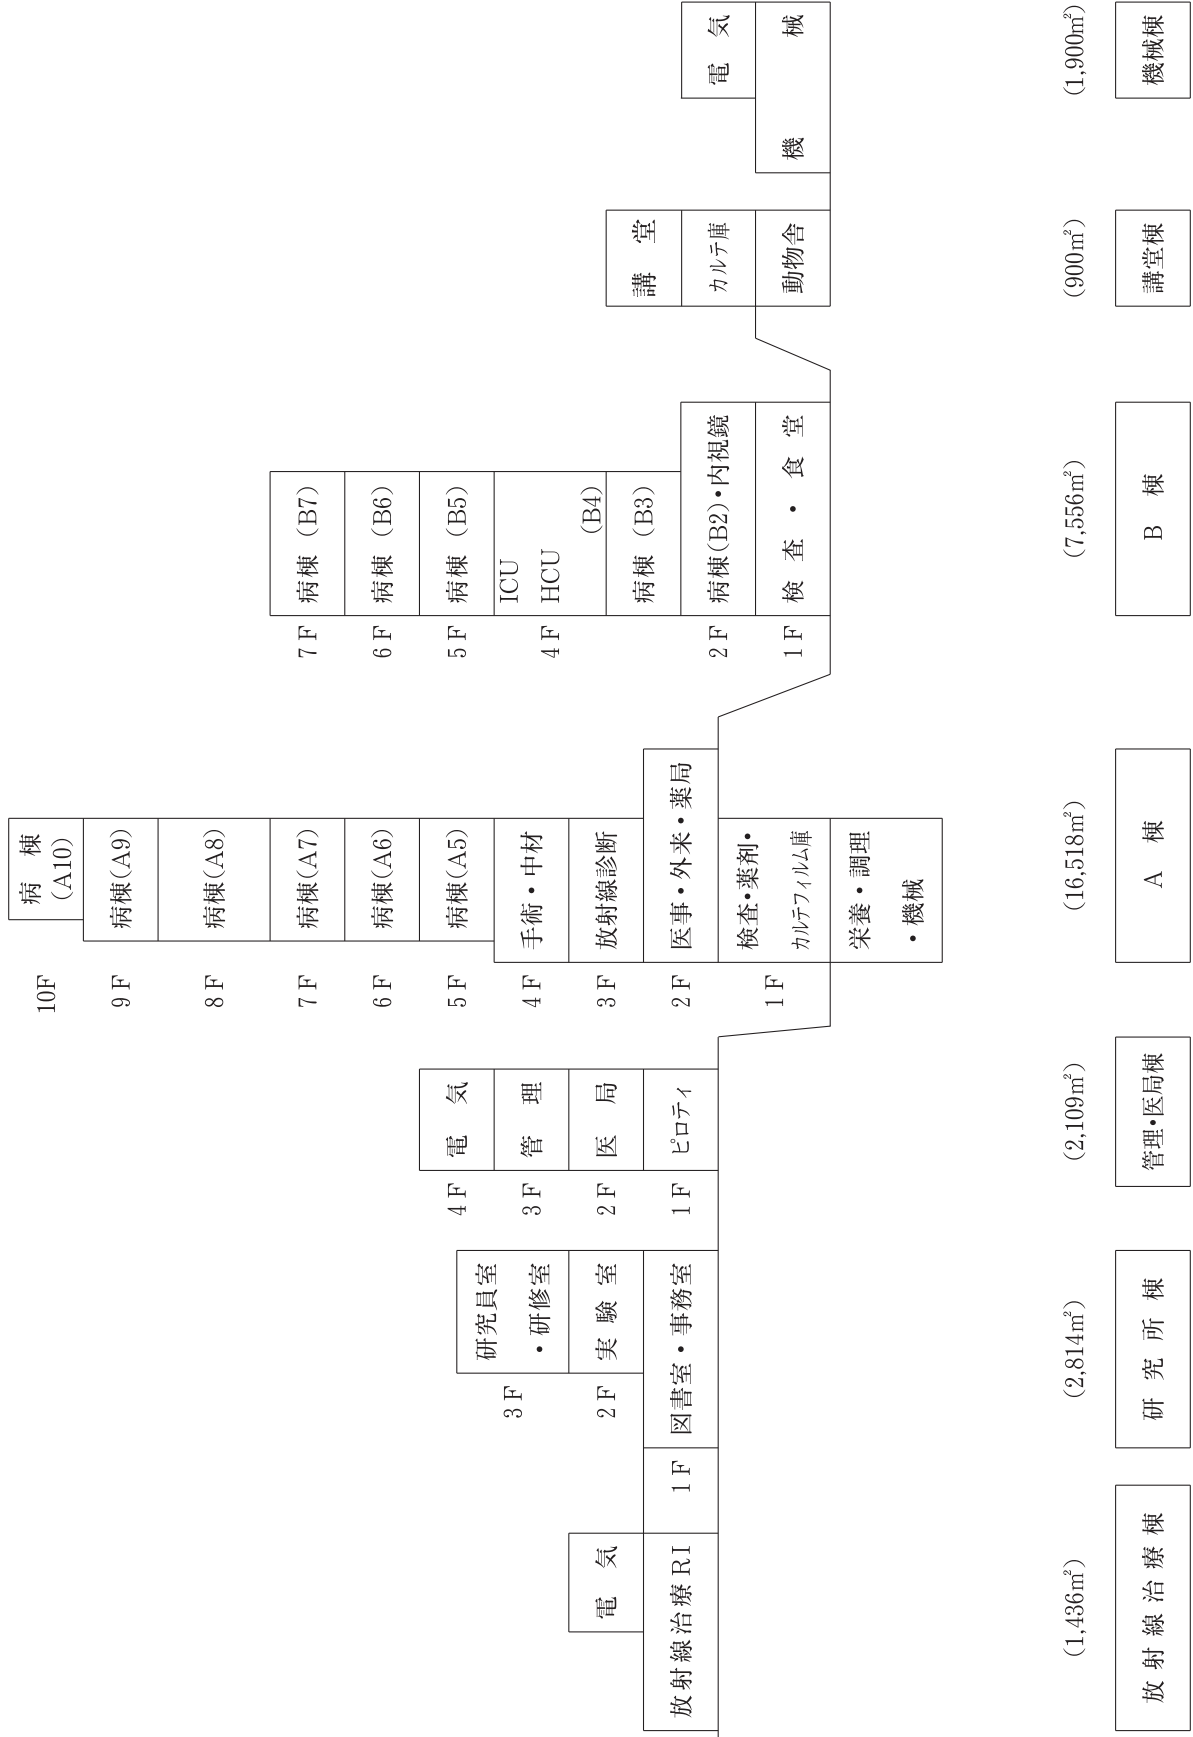 電気
放射線治療 RI
研究員室
・研修室
3F
実験室
2F
図書室・事務室
1F
電気
4F
管理
3F
医局
2F
ピロティ
1F
病棟
(A10)
10F
病棟(A9)
9F
病棟(A8)
8F
病棟(A7)
7F
病棟(A6)
6F
病棟(A5)
5F
手術・中材
4F
放射線診断
3F
医事・外来・薬局
2F
検査・薬剤・
カルテフィルム庫
1F
栄養・調理
・機械
7F
病棟 (B7)
6F
病棟 (B6)
5F
病棟 (B5)
4F
ICU
HCU
(B4)
病棟 (B3)
2F
病棟(B2)・内視鏡
1F
検査・食堂
講堂
カルテ庫
動物舎
電気
機械
(1,436㎡)
(2,814㎡)
(2,109㎡)
(16,518㎡)
(7,556㎡)
(900㎡)
(1,900㎡)
放射線治療棟
研究所棟
管理・医局棟
A棟
B棟
講堂棟
機械棟